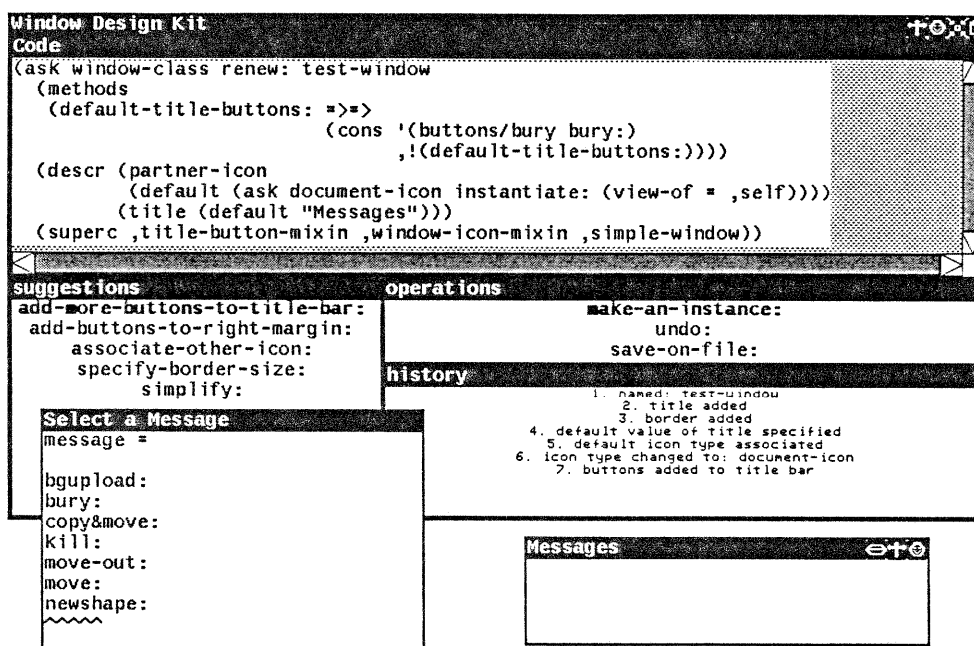 Window Design Kit
Code
(ask window-class renew: test-window
(methods
(default-title-buttons: =>=>
(cons '(buttons/bury bury:)
,!(default-title-buttons:))))
(descr (partner-icon
(default (ask document-icon instantiate: (view-of = ,self))))
(title (default "Messages")))
(superc ,title-button-mixin ,window-icon-mixin ,simple-window))
suggestions
add-more-buttons-to-title-bar:
add-buttons-to-right-margin:
associate-other-icon:
specify-border-size:
simplify:
operations
make-an-instance:
undo:
save-on-file:
history
1. named: test-window
2. title added
3. border added
4. default value of title specified
5. default icon type associated
6. icon type changed to: document-icon
7. buttons added to title bar
Select a Message
message =
bgupload:
bury:
copy&move:
kill:
move-out:
move:
newshape:
Messages